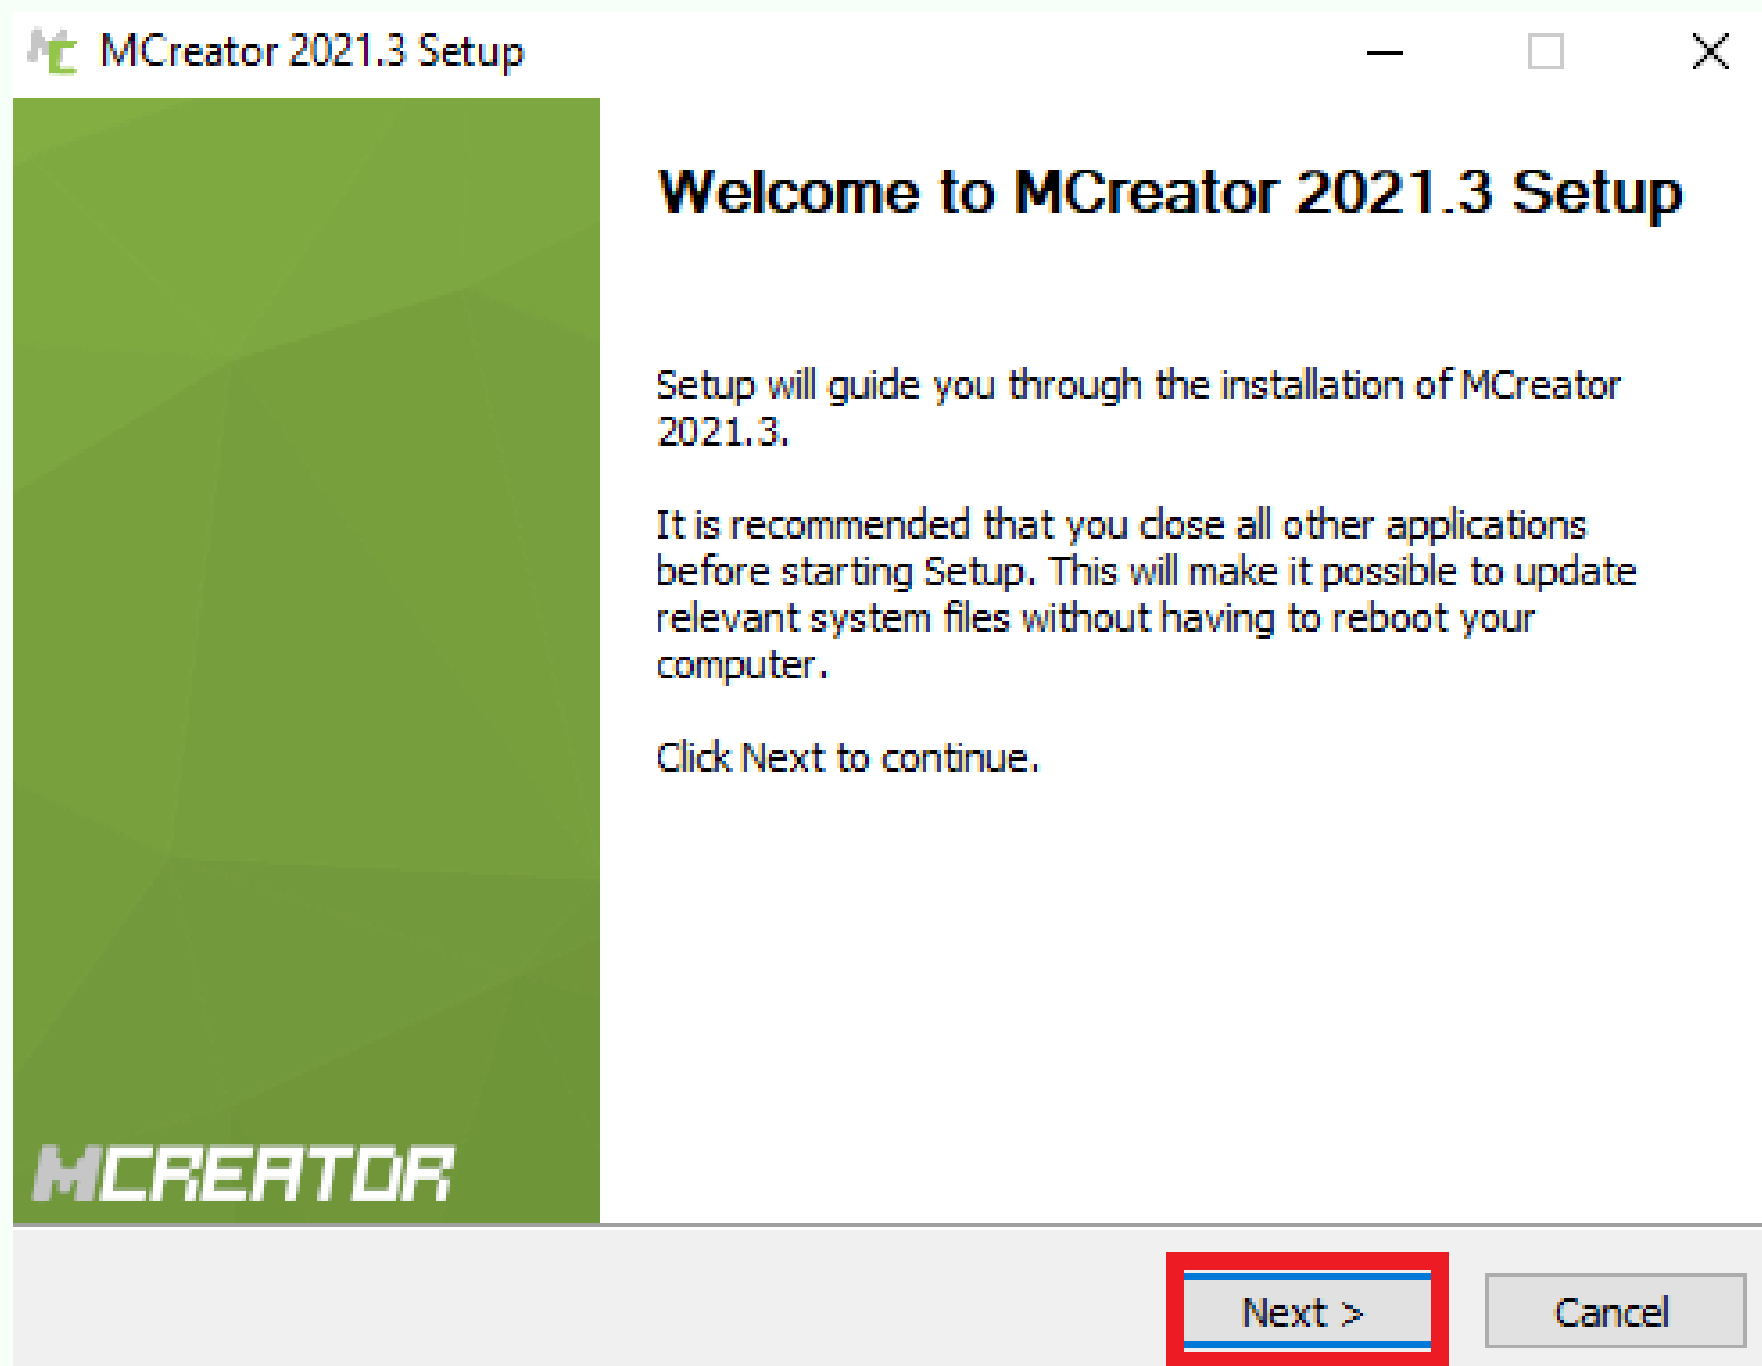 MCreator 2021.3 Setup
Welcome to MCreator 2021.3 Setup
Setup will guide you through the installation of MCreator
2021.3.
It is recommended that you close all other applications
before starting Setup. This will make it possible to update
relevant system files without having to reboot your
computer.
Click Next to continue.
MCREATOR
Next >
Cancel